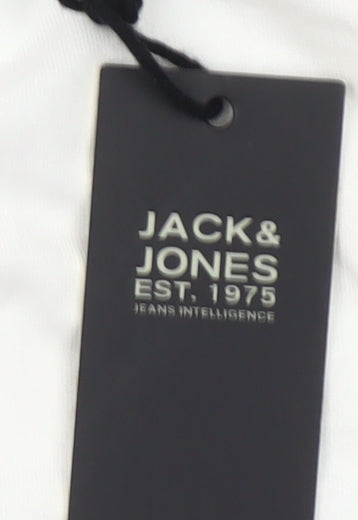 JACK&
JONES
EST. 1975
JEANS INTELLIGENCE